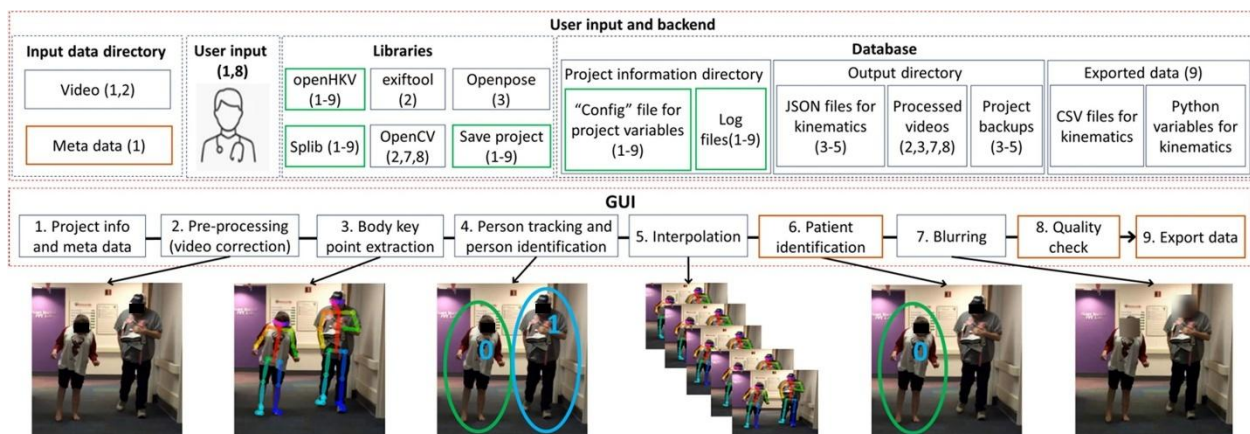 User input and backend
Input data directory
Video (1,2)
Meta data (1)
User input
(1,8)
Libraries
openHKV
(1-9)
exiftool
(2)
Openpose
(3)
Splib (1-9)
OpenCV
(2,7,8)
Save project
(1-9)
Database
Project information directory
“Config” file for
project variables
(1-9)
Log
files(1-9)
Output directory
JSON files for
kinematics
(3-5)
Processed
videos
(2,3,7,8)
Project
backups
(3-5)
Exported data (9)
CSV files for
kinematics
Python
variables for
kinematics
GUI
1. Project info
and meta data
2. Pre-processing
(video correction)
3. Body key
point extraction
4. Person tracking and
person identification
5. Interpolation
6. Patient
identification
7. Blurring
8. Quality
check
9. Export data
0
1
0